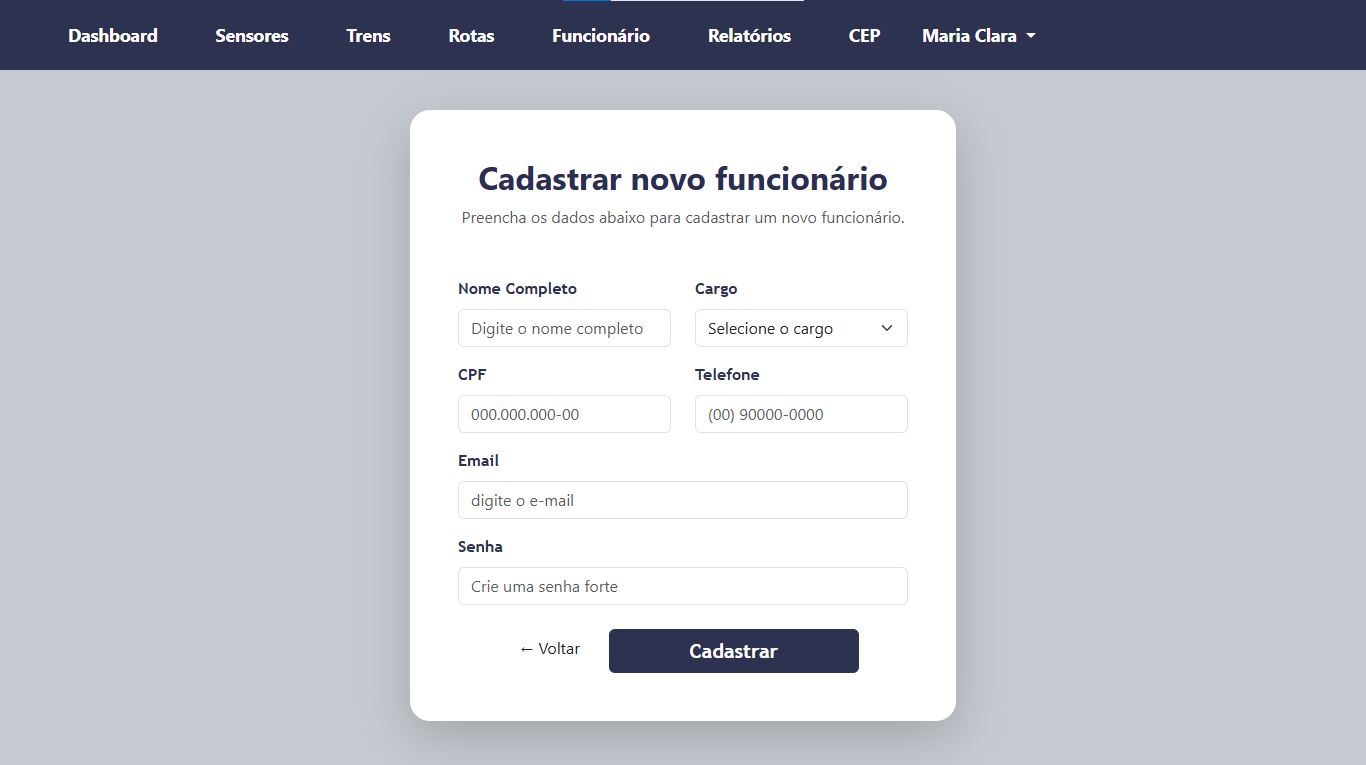 Dashboard Sensores Trens Rotas Funcionário Relatórios CEP Maria Clara
Cadastrar novo funcionário
Preencha os dados abaixo para cadastrar um novo funcionário.
Nome Completo Cargo
Digite o nome completo Selecione o cargo
CPF Telefone
000.000.000-00 (00) 90000-0000
Email
digite o e-mail
Senha
Crie uma senha forte
← Voltar Cadastrar